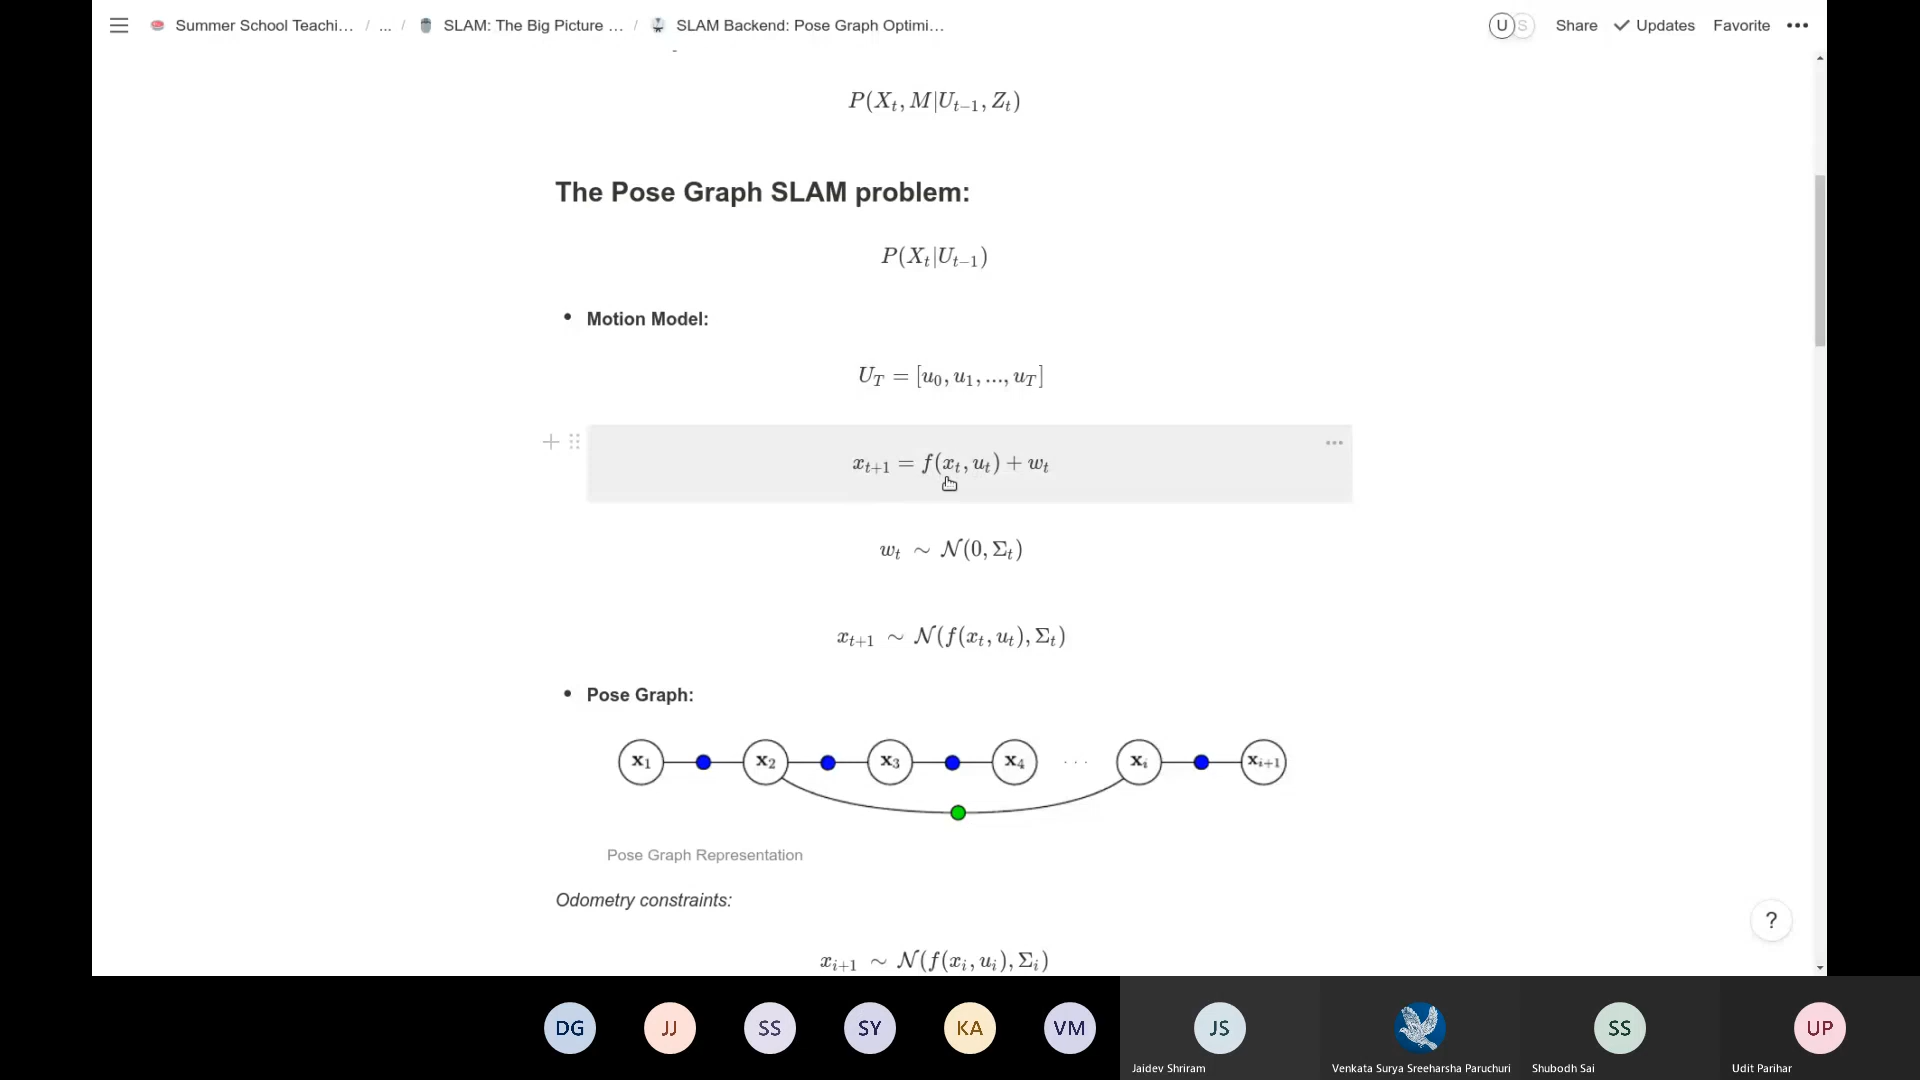 Summer School Teachi… / ... / SLAM: The Big Picture … / SLAM Backend: Pose Graph Optimi… U S Share Updates Favorite •••
P(X_t, M|U_{t−1}, Z_t)
The Pose Graph SLAM problem:
P(X_t|U_{t−1})
• Motion Model:
U_T = [u_0, u_1, ..., u_T]
x_{t+1} = f(x_t, u_t) + w_t
w_t ∼ 𝒩(0, Σ_t)
x_{t+1} ∼ 𝒩(f(x_t, u_t), Σ_t)
• Pose Graph:
x_1 x_2 x_3 x_4 . . . x_i x_{i+1}
Pose Graph Representation
Odometry constraints:
?
x_{i+1} ∼ 𝒩(f(x_i, u_i), Σ_i)
DG JJ SS SY KA VM JS SS UP
Jaidev Shriram Venkata Surya Sreeharsha Paruchuri Shubodh Sai Udit Parihar